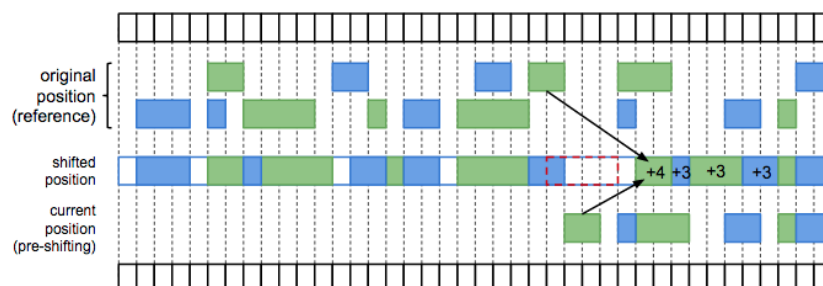 original
position
(reference)
shifted
position
+4 +3 +3 +3
current
position
(pre-shifting)